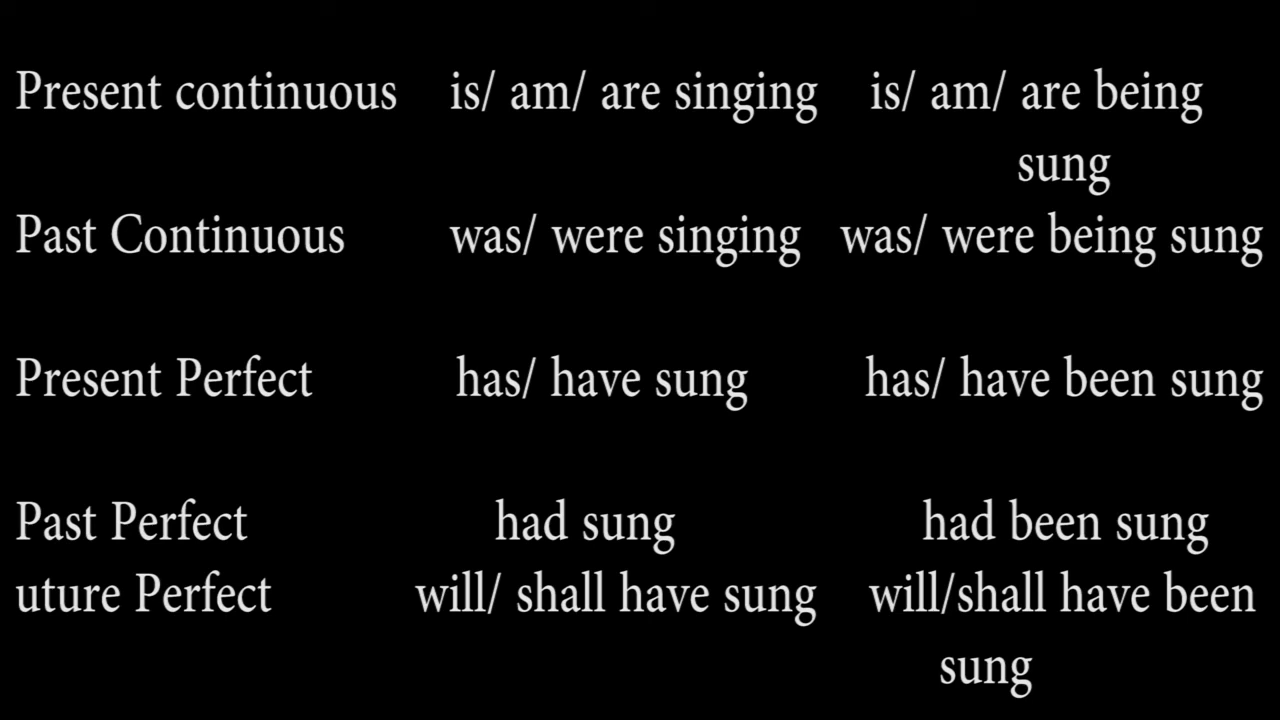 Present continuous is/ am/ are singing is/ am/ are being
sung
Past Continuous was/ were singing was/ were being sung
Present Perfect has/ have sung has/ have been sung
Past Perfect had sung had been sung
uture Perfect will/ shall have sung will/shall have been
sung